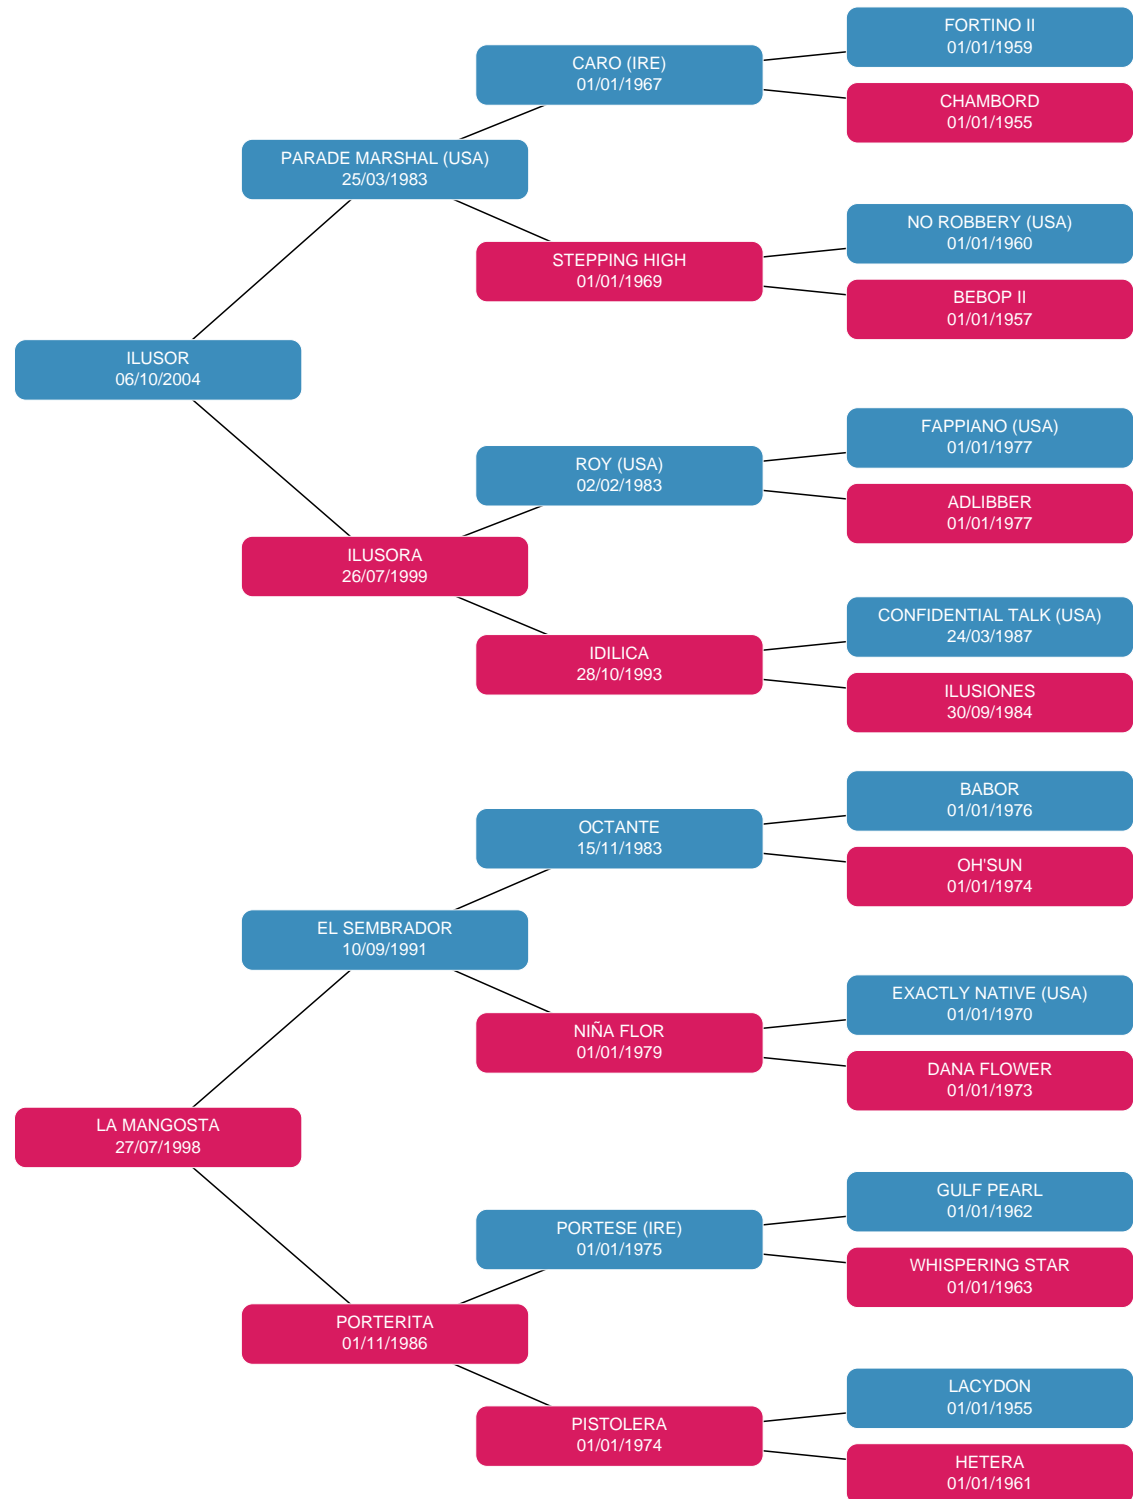 FORTINO II
01/01/1959
CARO (IRE)
01/01/1967
CHAMBORD
01/01/1955
PARADE MARSHAL (USA)
25/03/1983
NO ROBBERY (USA)
01/01/1960
STEPPING HIGH
01/01/1969
BEBOP II
01/01/1957
ILUSOR
06/10/2004
FAPPIANO (USA)
01/01/1977
ROY (USA)
02/02/1983
ADLIBBER
01/01/1977
ILUSORA
26/07/1999
CONFIDENTIAL TALK (USA)
24/03/1987
IDILICA
28/10/1993
ILUSIONES
30/09/1984
BABOR
01/01/1976
OCTANTE
15/11/1983
OH'SUN
01/01/1974
EL SEMBRADOR
10/09/1991
EXACTLY NATIVE (USA)
01/01/1970
NIÑA FLOR
01/01/1979
DANA FLOWER
01/01/1973
LA MANGOSTA
27/07/1998
GULF PEARL
01/01/1962
PORTESE (IRE)
01/01/1975
WHISPERING STAR
01/01/1963
PORTERITA
01/11/1986
LACYDON
01/01/1955
PISTOLERA
01/01/1974
HETERA
01/01/1961